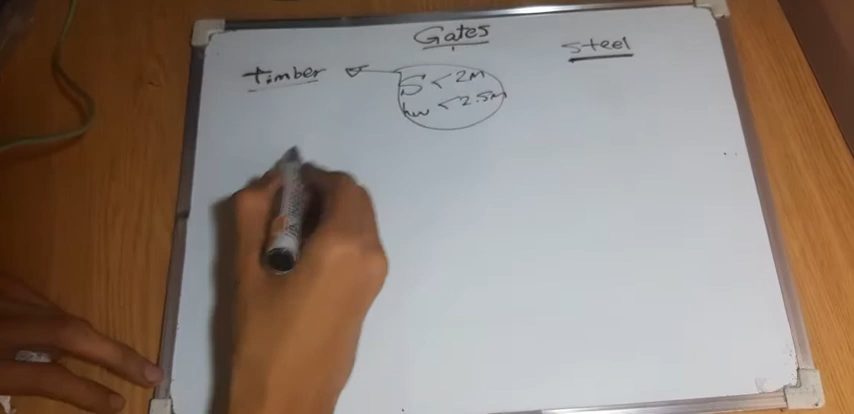 Gates
Steel
Timber
S < 2M
hw < 2.5M